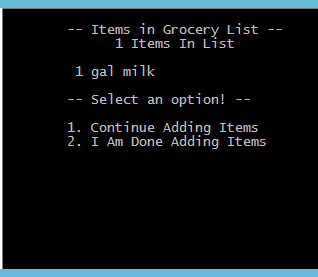 -- Items in Grocery List --
1 Items In List
1 gal milk
-- Select an option! --
1. Continue Adding Items
2. I Am Done Adding Items